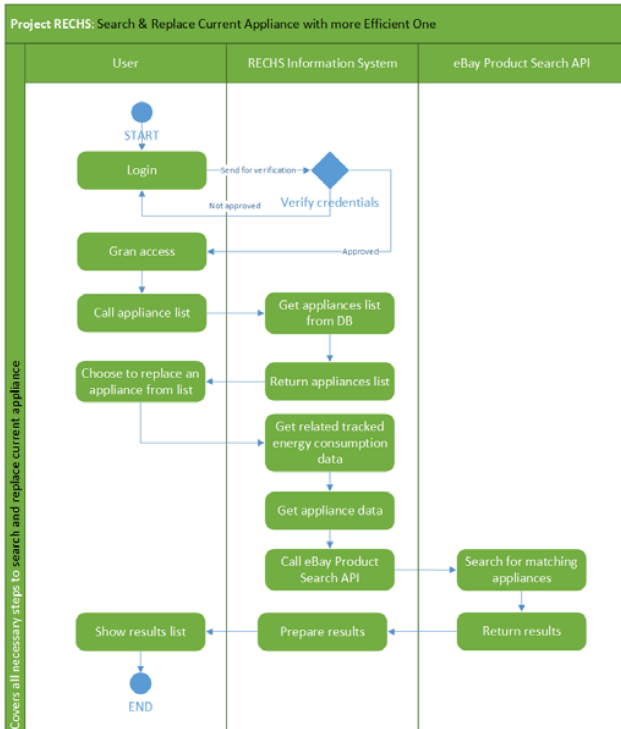 Project RECHS: Search & Replace Current Appliance with more Efficient One
User
RECHS Information System
eBay Product Search API
START
Login
Send for verification
Verify credentials
Not approved
Gran access
Approved
Call appliance list
Get appliances list
from DB
Choose to replace an
appliance from list
Return appliances list
Get related tracked
energy consumption
data
Get appliance data
Call eBay Product
Search API
Search for matching
appliances
Show results list
Prepare results
Return results
END
Covers all necessary steps to search and replace current appliance